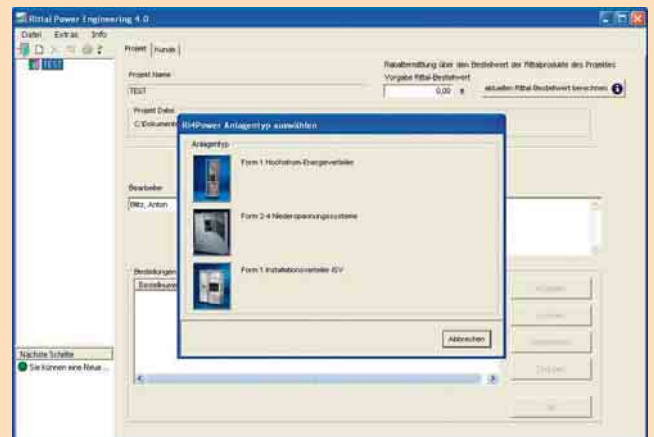 Rittal Power Engineering 4.0
Datei Extras Info
TEST
Projekt Kunde
Projekt Name
TEST
Rabattermittlung über den Bestellwert der Rittalprodukte des Projektes
Vorgabe Rittal-Bestellwert
0,00
aktuellen Rittal-Bestellwert berechnen
Projekt Datei
C:\Dokumente
Ri4Power Anlagentyp auswählen
Anlagentyp
Form 1 Hochstrom-Energieverteiler
Form 2-4 Niederspannungssysteme
Form 1 Installationsverteiler ISV
Abbrechen
Bearbeiter
Blitz, Anton
Bestellungen
Bestellnummer
Nächste Schritte
Sie können eine Neue ...